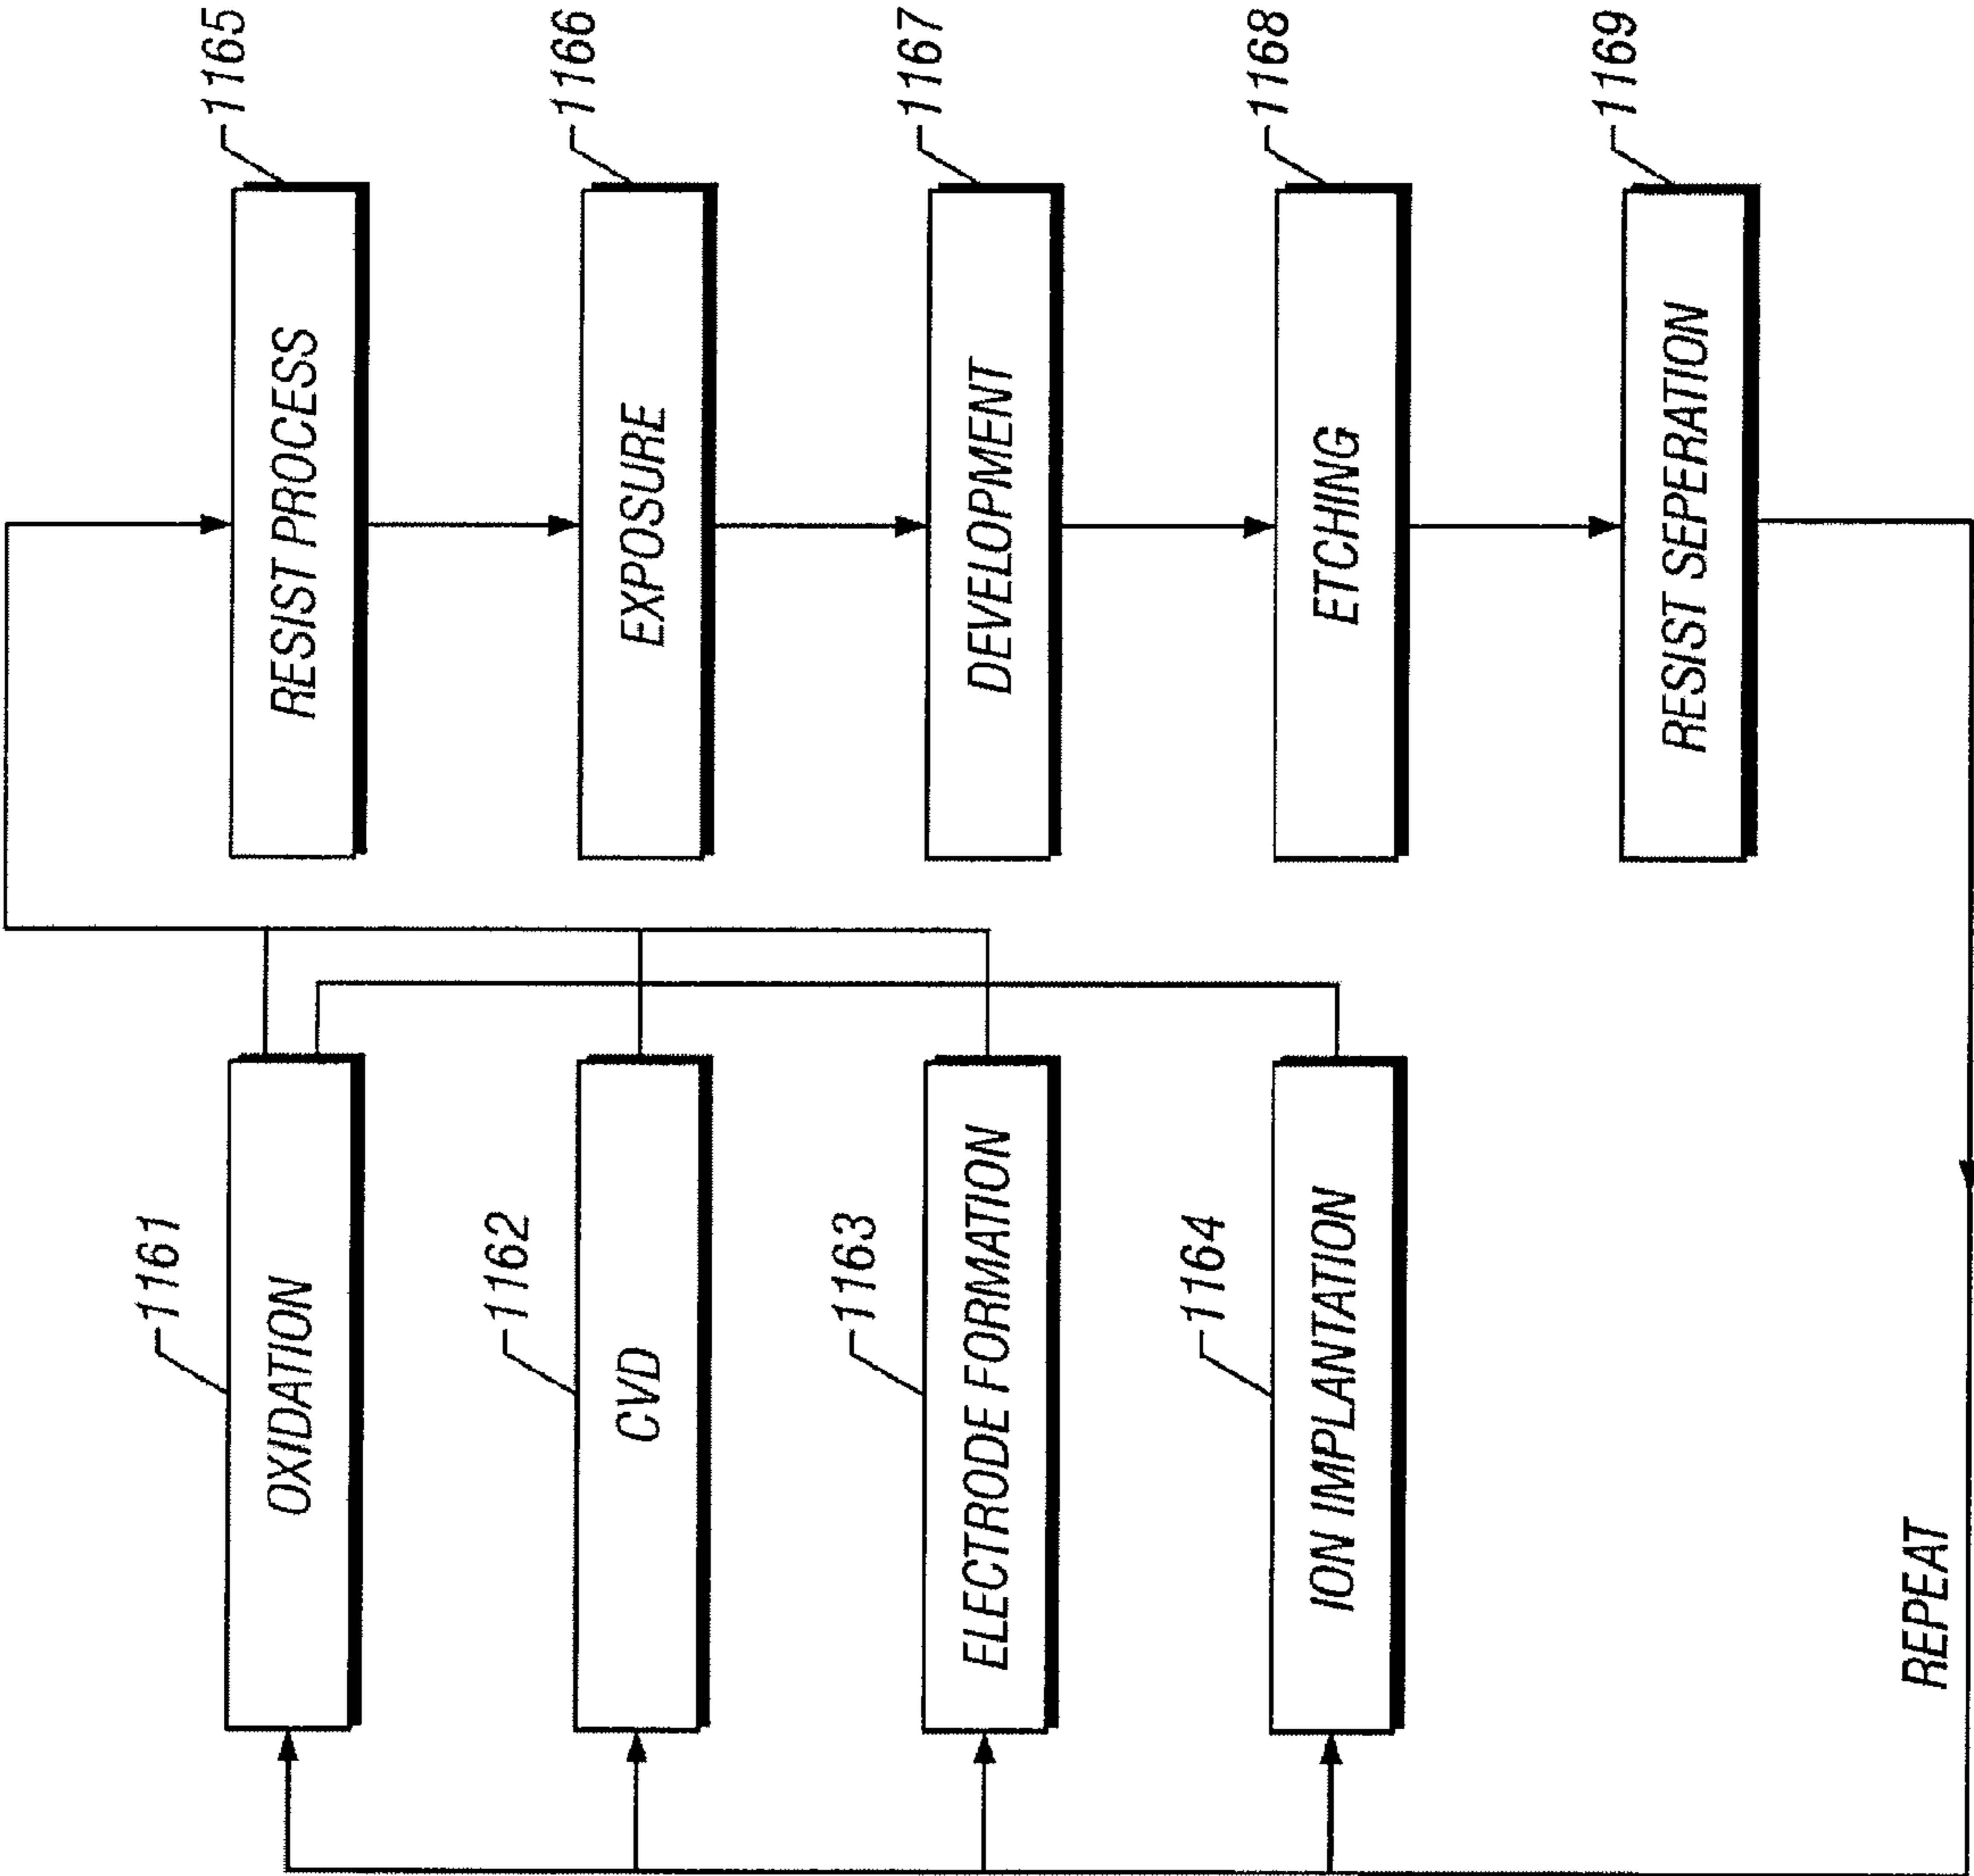 1161
OXIDATION
1162
CVD
1163
ELECTRODE FORMATION
1164
ION IMPLANTATION
1165
RESIST PROCESS
1166
EXPOSURE
1167
DEVELOPMENT
1168
ETCHING
1169
RESIST SEPERATION
REPEAT